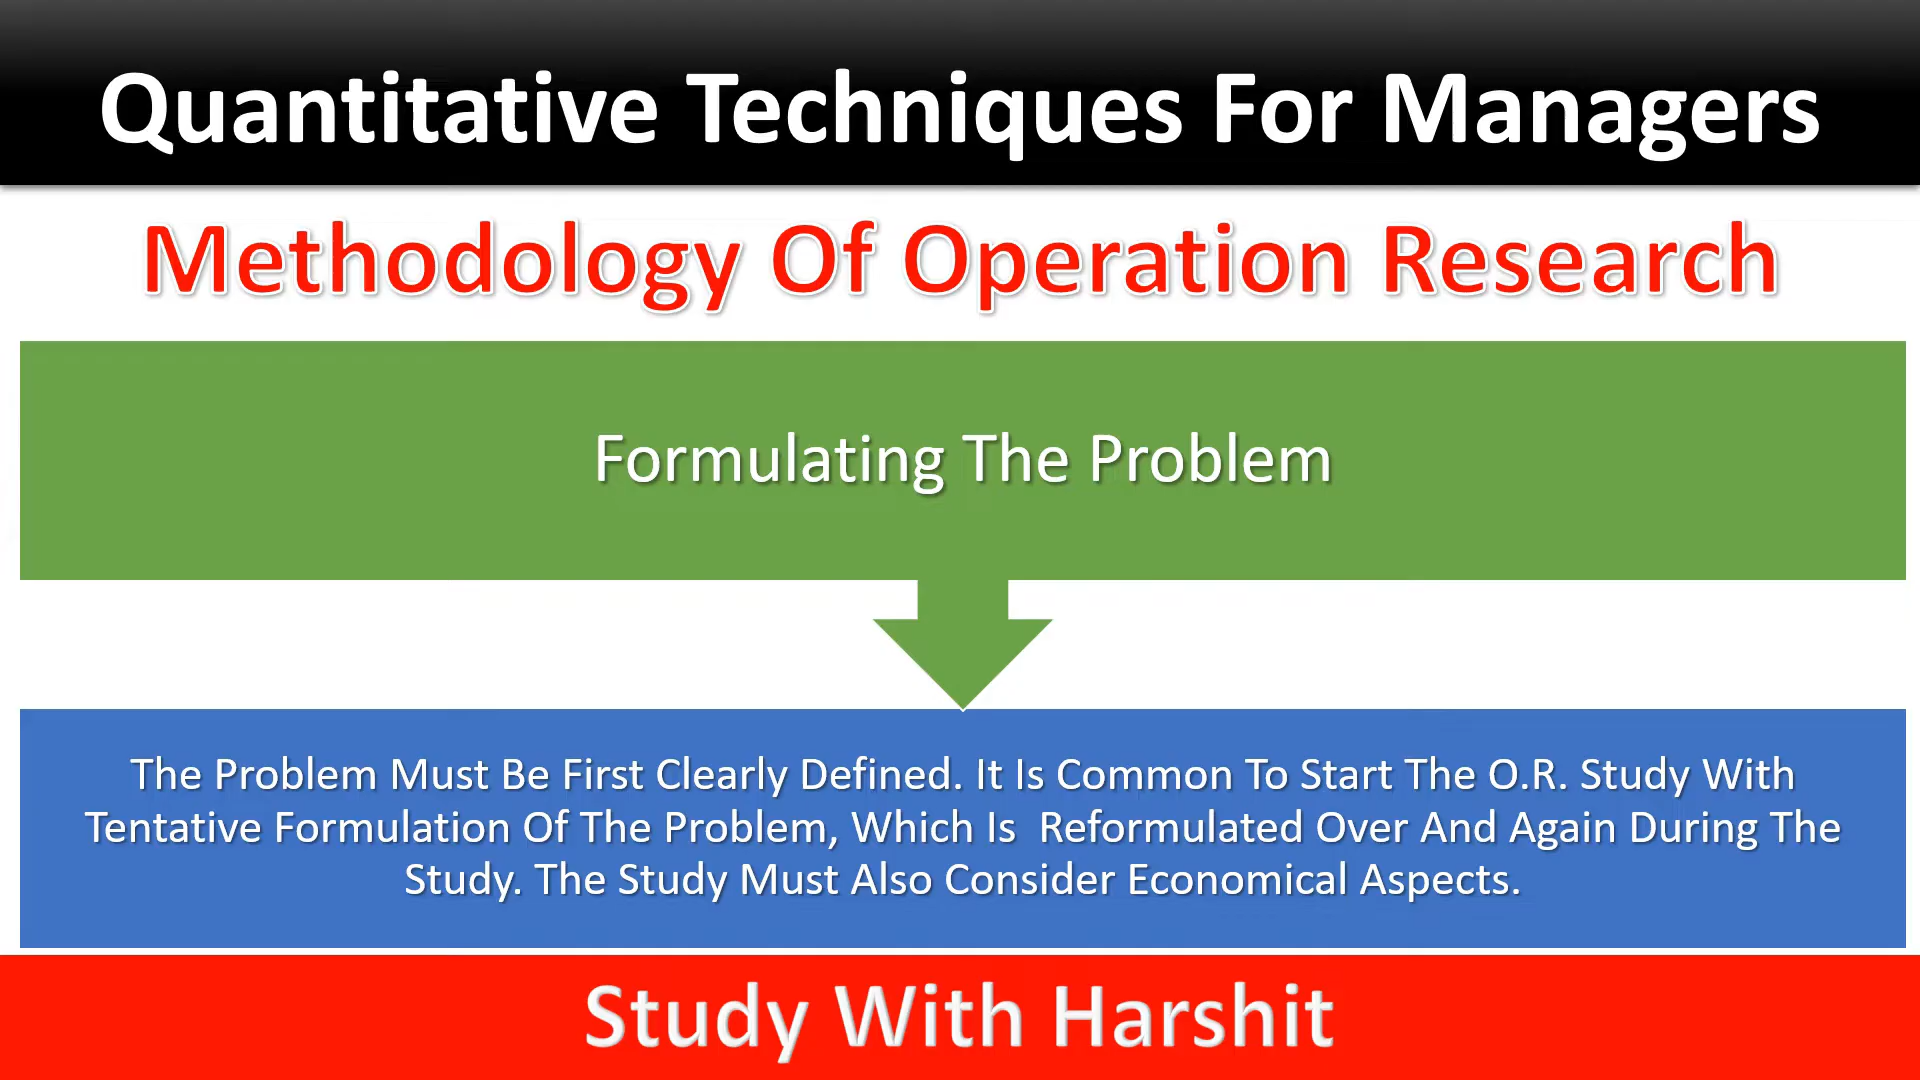 Quantitative Techniques For Managers
Methodology Of Operation Research
Formulating The Problem
The Problem Must Be First Clearly Defined. It Is Common To Start The O.R. Study With
Tentative Formulation Of The Problem, Which Is  Reformulated Over And Again During The
Study. The Study Must Also Consider Economical Aspects.
Study With Harshit